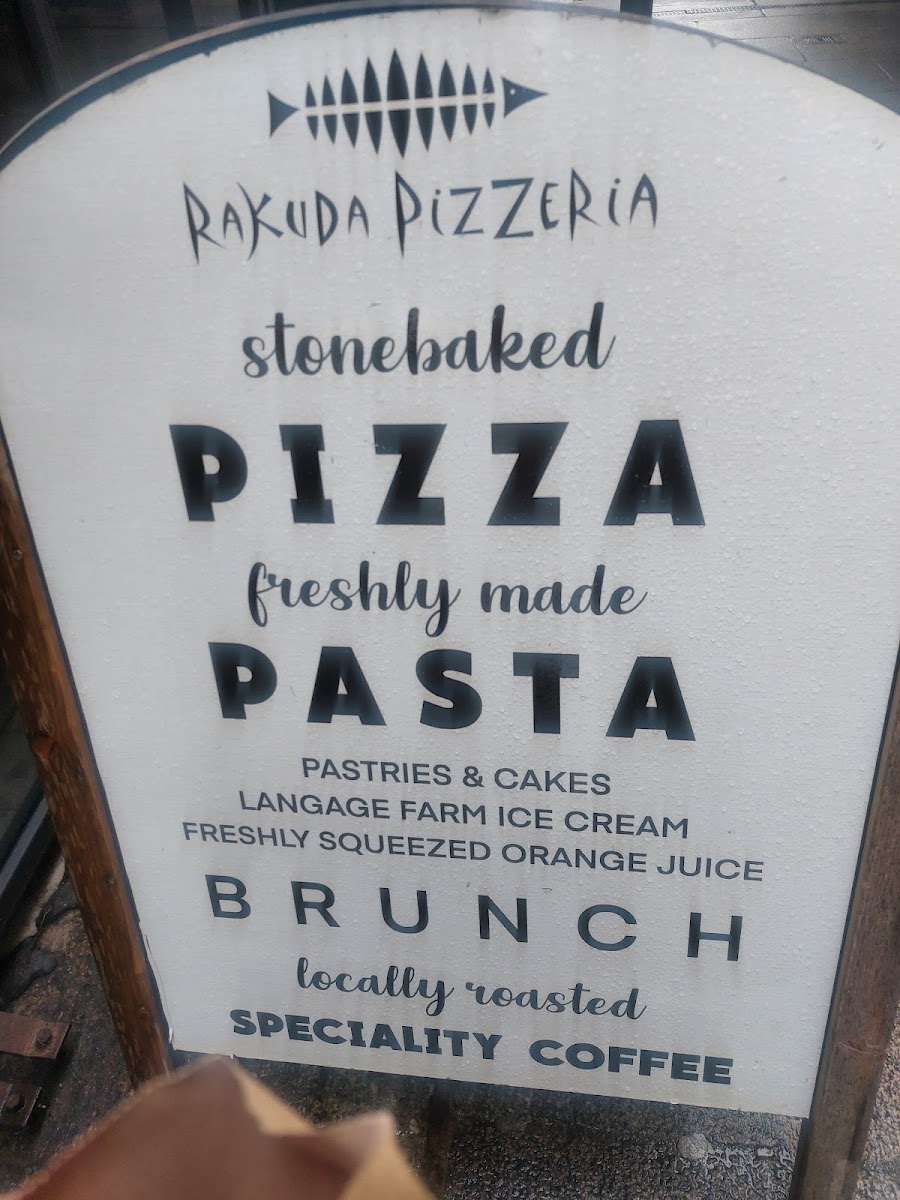 RAKUDA PiZZERiA
stonebaked
PIZZA
freshly made
PASTA
PASTRIES & CAKES
LANGAGE FARM ICE CREAM
FRESHLY SQUEEZED ORANGE JUICE
BRUNCH
locally roasted
SPECIALITY COFFEE